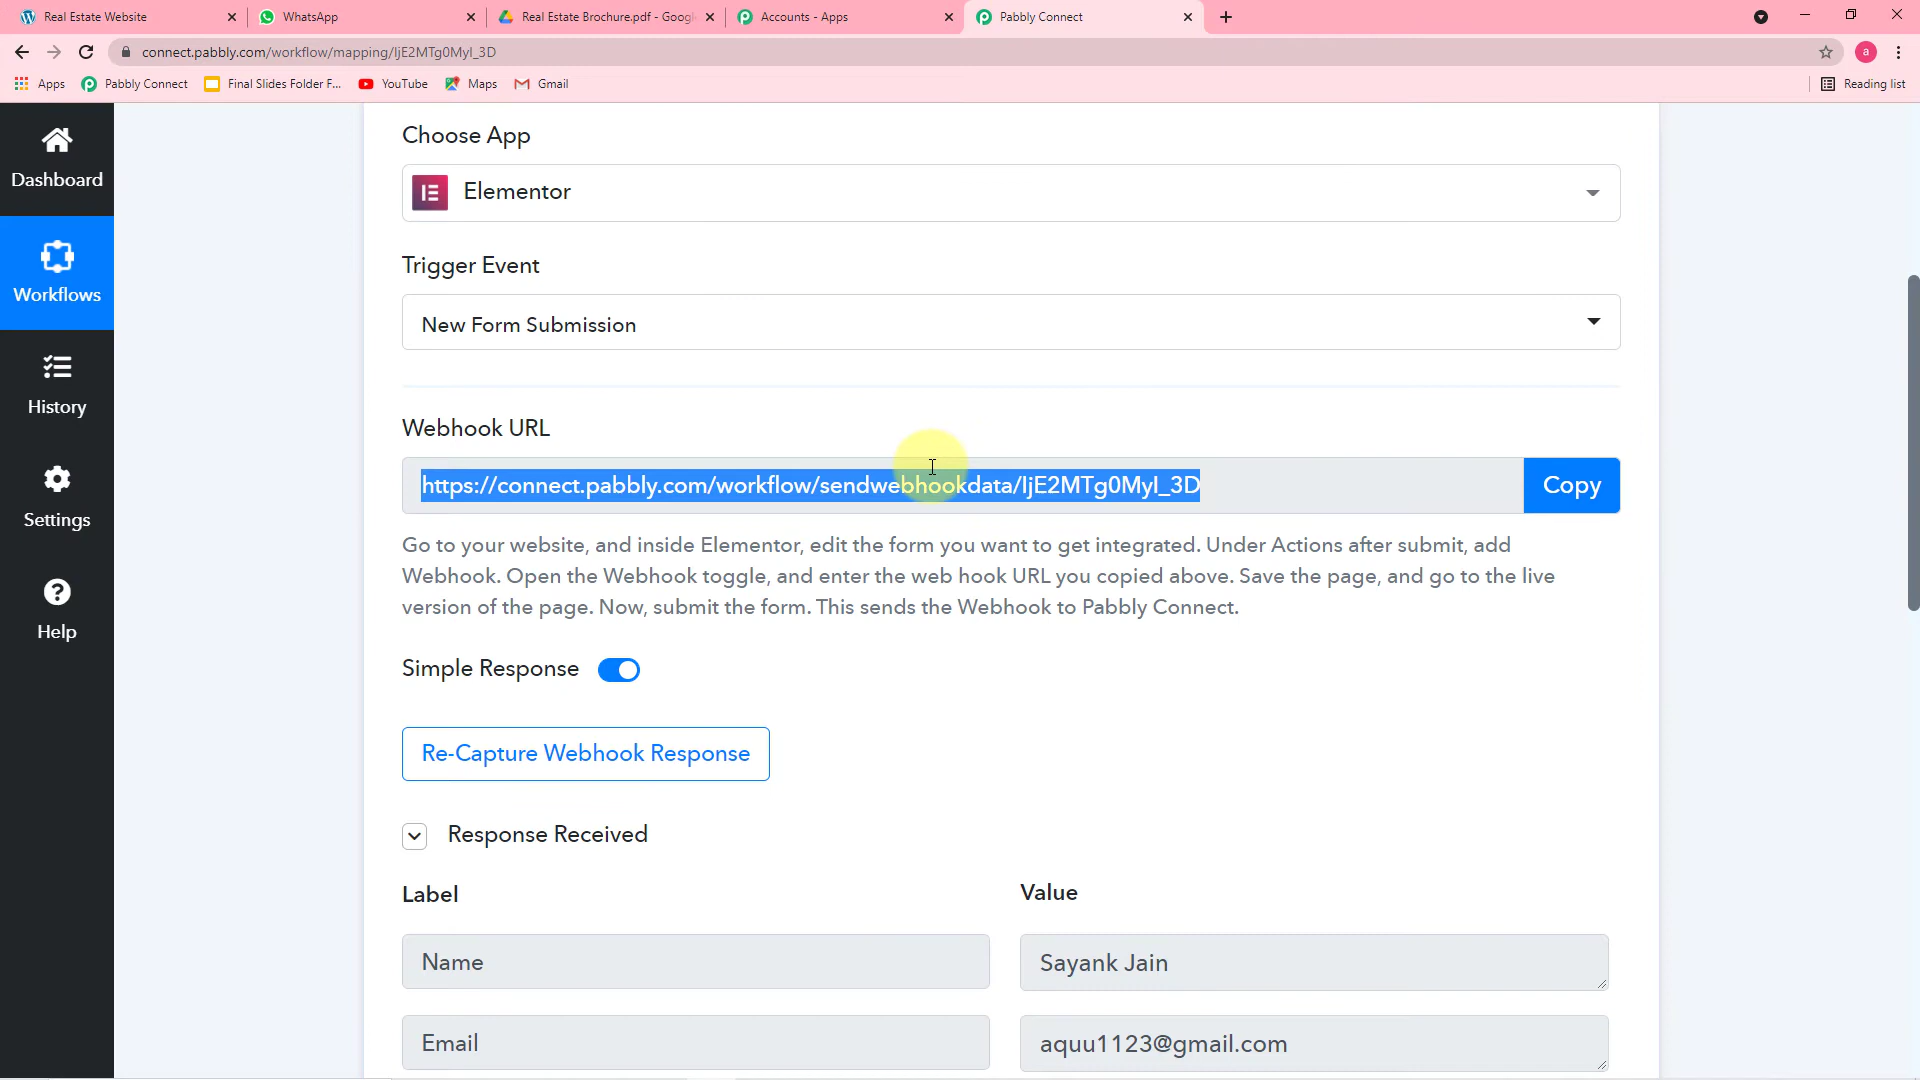 Real Estate Website
WhatsApp
Real Estate Brochure.pdf - Goog
Accounts - Apps
Pabbly Connect
connect.pabbly.com/workflow/mapping/IjE2MTg0MyI_3D
a
Apps
Pabbly Connect
Final Slides Folder F...
YouTube
Maps
Gmail
Reading list
Dashboard
Workflows
History
Settings
Help
Choose App
Elementor
Trigger Event
New Form Submission
Webhook URL
https://connect.pabbly.com/workflow/sendwebhookdata/IjE2MTg0MyI_3D
Copy
Go to your website, and inside Elementor, edit the form you want to get integrated. Under Actions after submit, add
Webhook. Open the Webhook toggle, and enter the web hook URL you copied above. Save the page, and go to the live
version of the page. Now, submit the form. This sends the Webhook to Pabbly Connect.
Simple Response
Re-Capture Webhook Response
Response Received
Label
Value
Name
Sayank Jain
Email
aquu1123@gmail.com